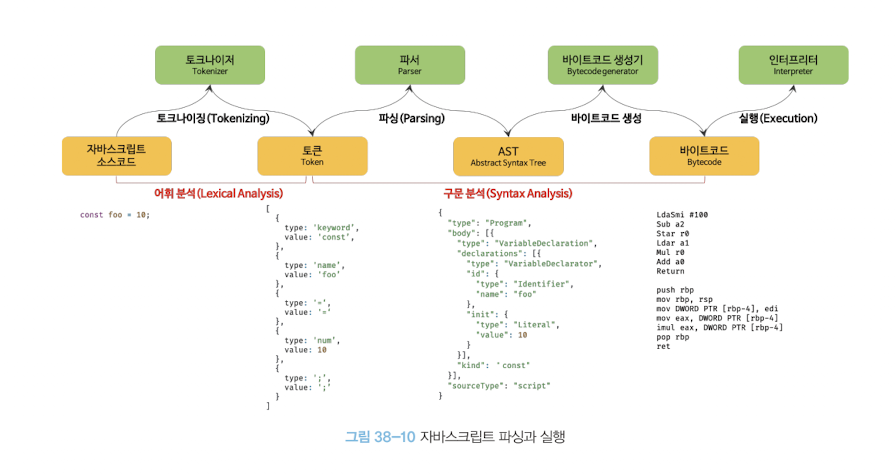 토크나이저
Tokenizer
파서
Parser
바이트코드 생성기
Bytecode generator
인터프리터
Interpreter
토크나이징(Tokenizing)
파싱(Parsing)
바이트코드 생성
실행(Execution)
자바스크립트
소스코드
토큰
Token
AST
Abstract Syntax Tree
바이트코드
Bytecode
어휘 분석(Lexical Analysis)
구문 분석(Syntax Analysis)
const foo = 10;
[
  {
    type: 'keyword',
    value: 'const',
  },
  {
    type: 'name',
    value: 'foo'
  },
  {
    type: '=',
    value: '='
  },
  {
    type: 'num',
    value: 10
  },
  {
    type: ';',
    value: ';'
  }
]
{
  "type": "Program",
  "body": [{
    "type": "VariableDeclaration",
    "declarations": [{
      "type": "VariableDeclarator",
      "id": {
        "type": "Identifier",
        "name": "foo"
      },
      "init": {
        "type": "Literal",
        "value": 10
      }
    }],
    "kind": `const"
  }],
  "sourceType": "script"
}
LdaSmi #100
Sub a2
Star r0
Ldar a1
Mul r0
Add a0
Return
push rbp
mov rbp, rsp
mov DWORD PTR [rbp-4], edi
mov eax, DWORD PTR [rbp-4]
imul eax, DWORD PTR [rbp-4]
pop rbp
ret
그림 38-10 자바스크립트 파싱과 실행